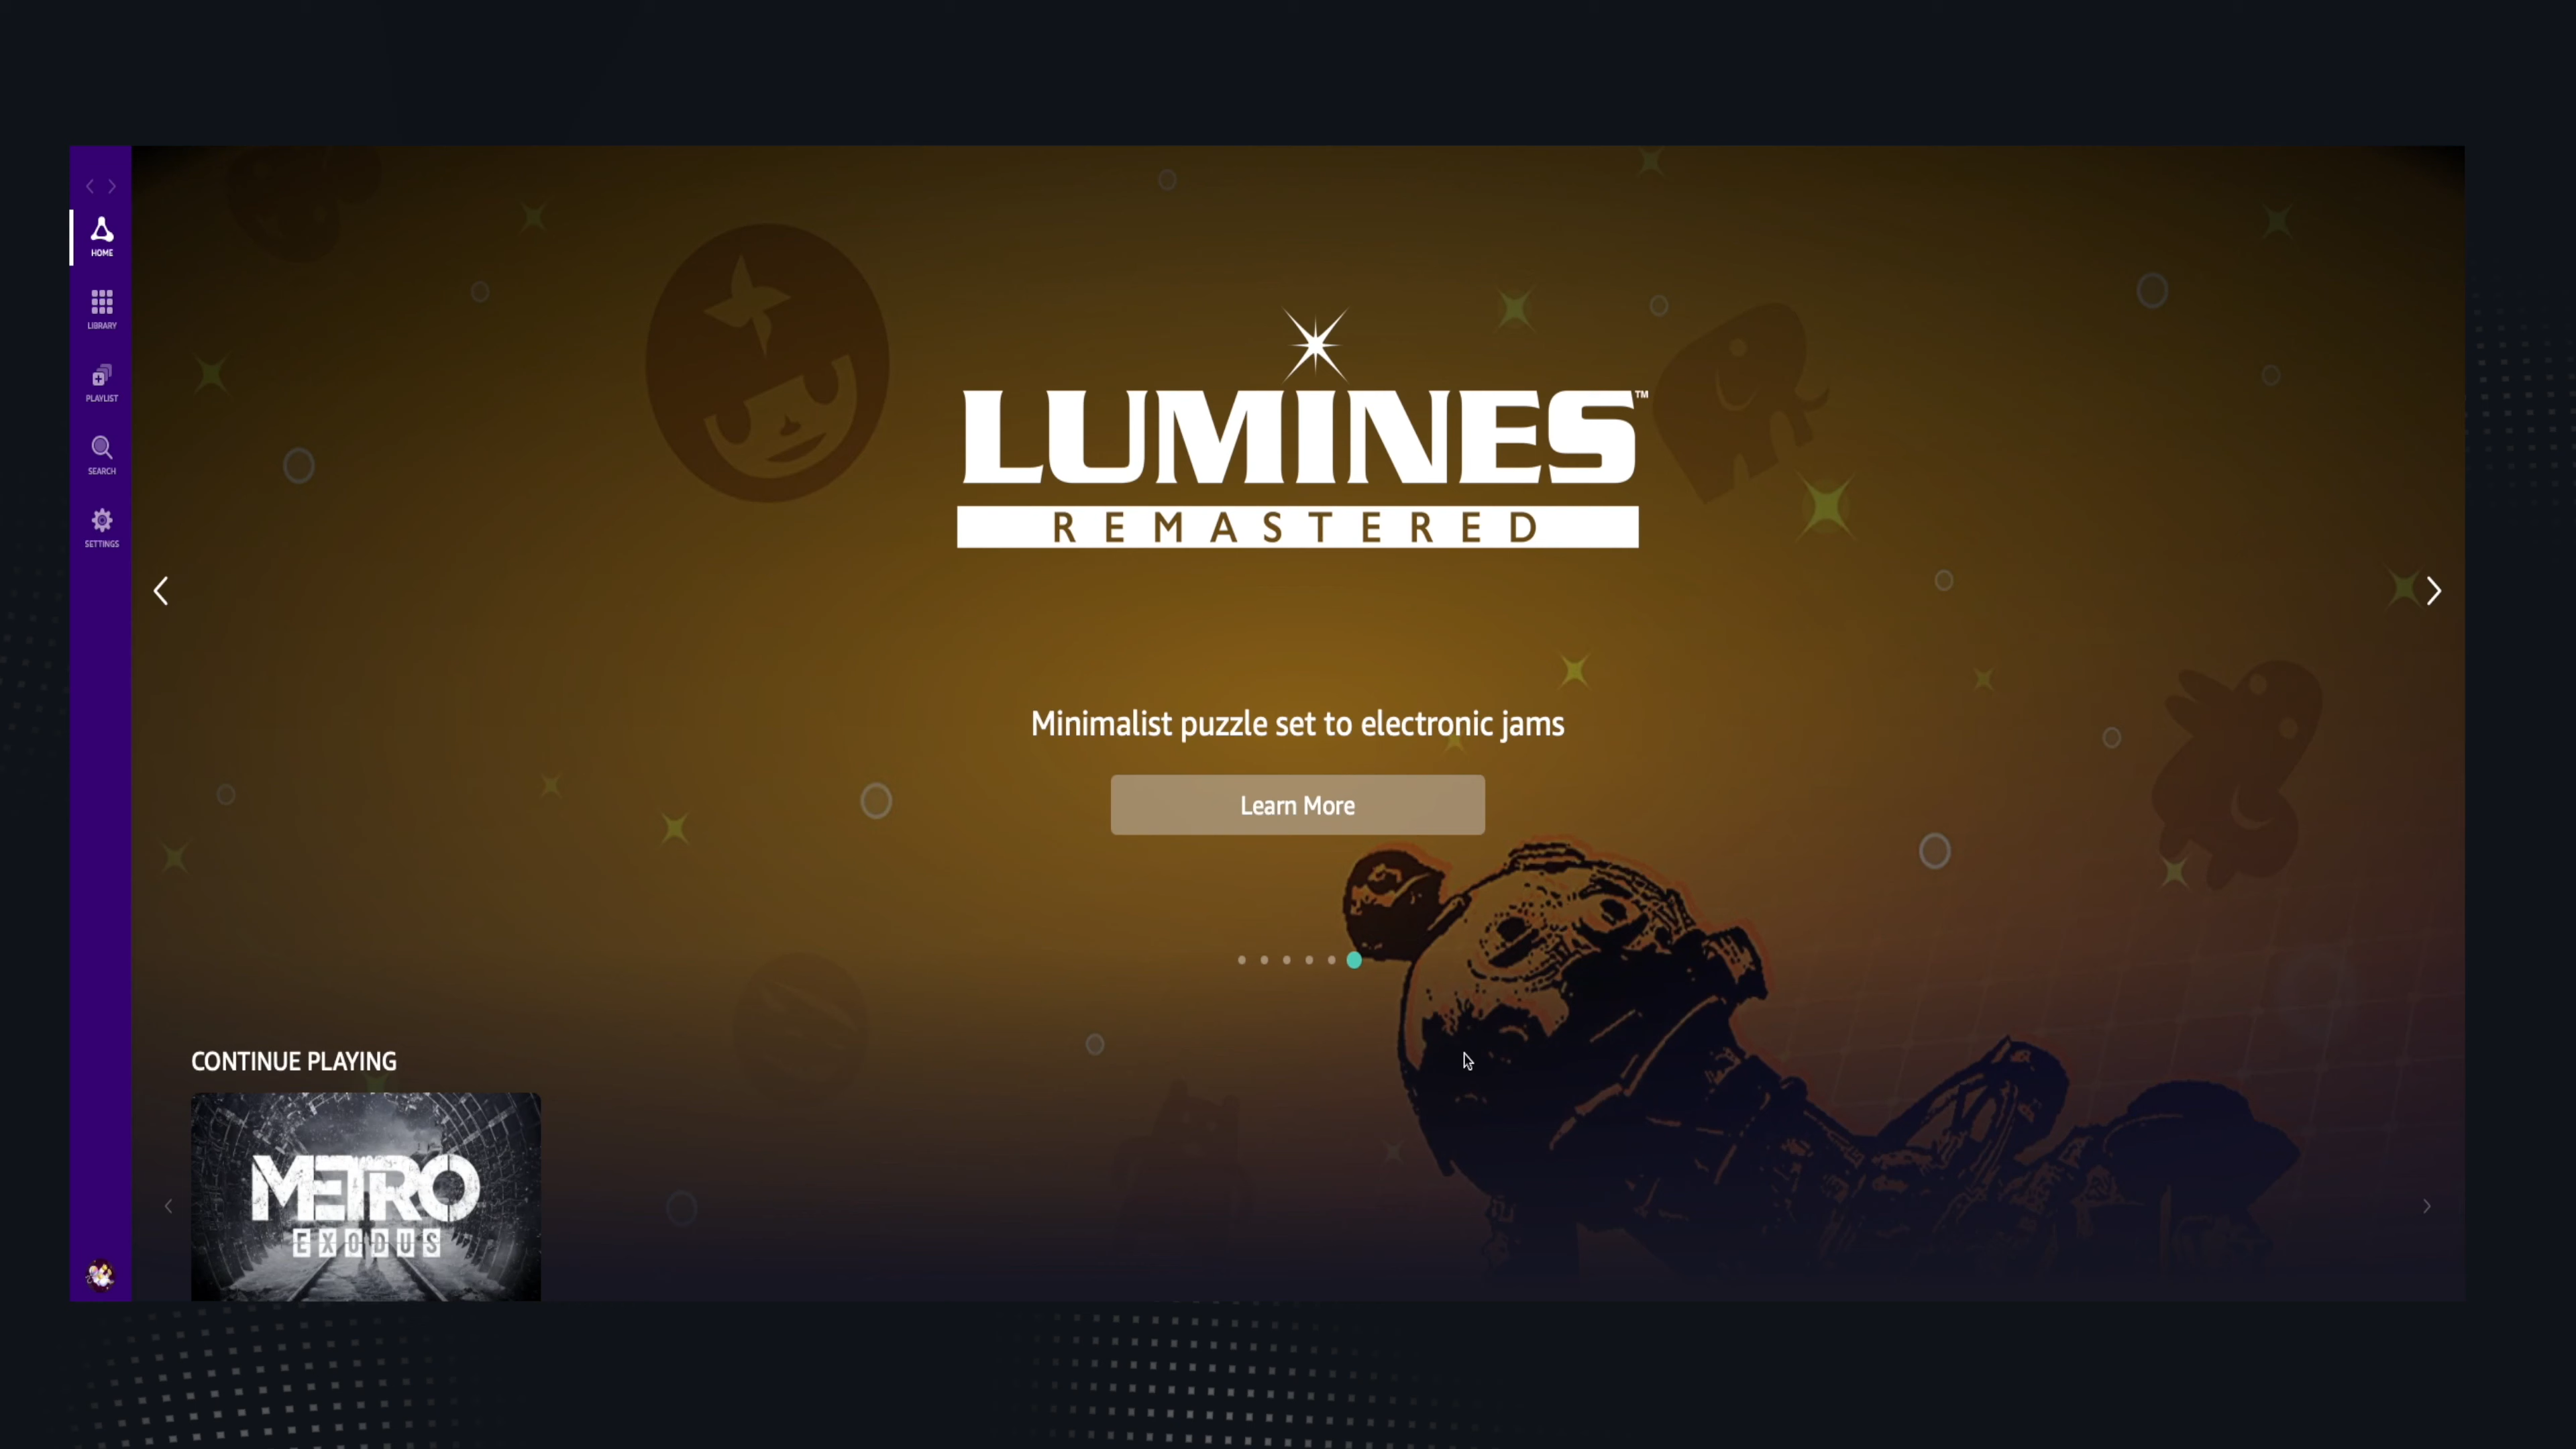 HOME
LIBRARY
PLAYLIST
SEARCH
SETTINGS
LUMINES™
REMASTERED
Minimalist puzzle set to electronic jams
Learn More
CONTINUE PLAYING
METRO
EXODUS